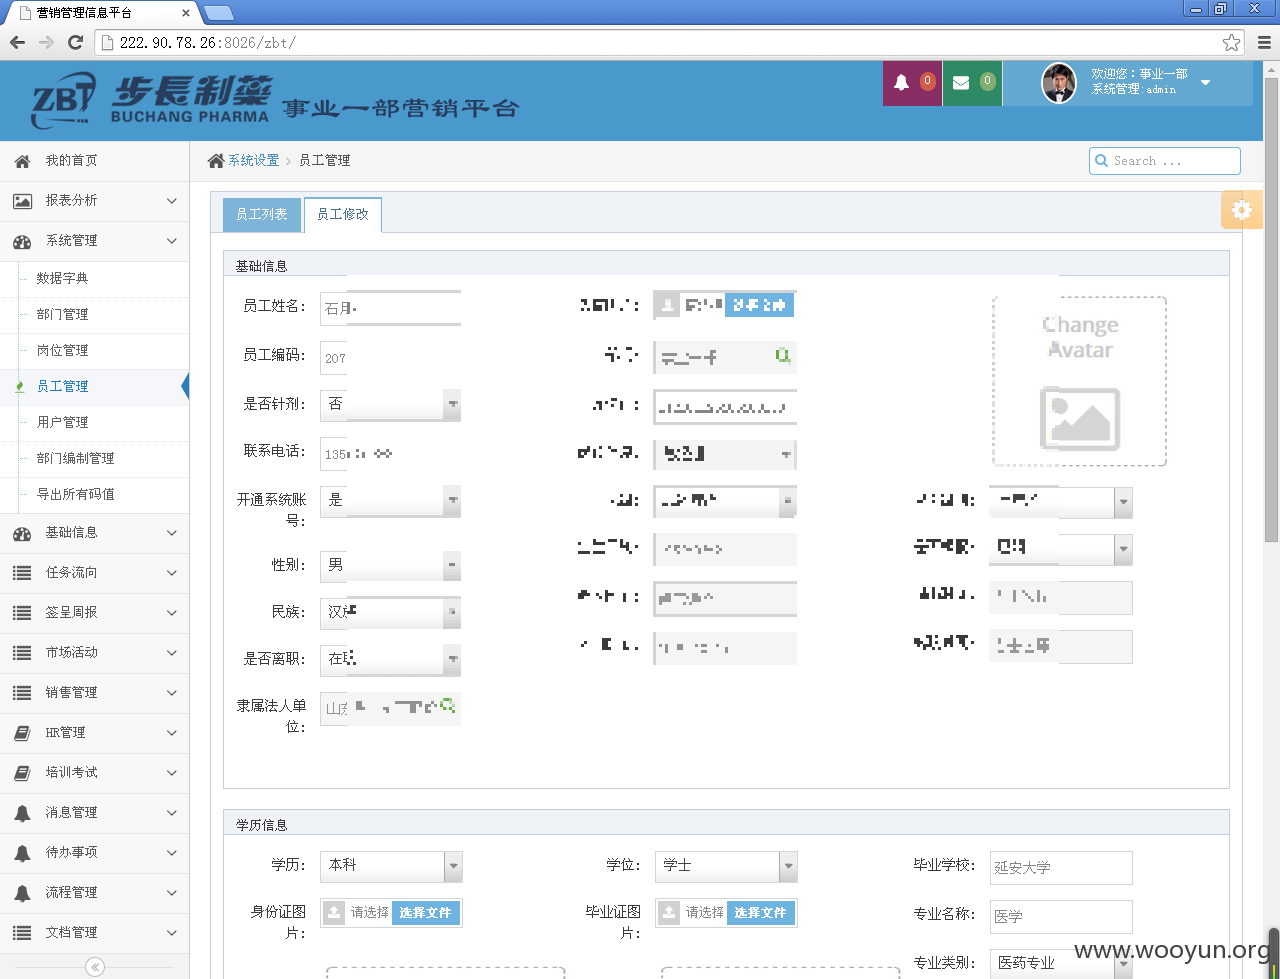 营销管理信息平台
222.90.78.26:8026/zbt/
ZBT 步長制藥
BUCHANG PHARMA
事业一部营销平台
0
0
欢迎您：事业一部
系统管理:admin
我的首页
报表分析
系统管理
数据字典
部门管理
岗位管理
员工管理
用户管理
部门编制管理
导出所有码值
基础信息
任务流向
签呈周报
市场活动
销售管理
HR管理
培训考试
消息管理
待办事项
流程管理
文档管理
系统设置 > 员工管理
Search ...
员工列表
员工修改
基础信息
员工姓名：
员工编码：
207
是否针剂：
否
联系电话：
135
开通系统账号：
是
性别：
男
民族：
汉
是否离职：
在
隶属法人单位：
山
Change
Avatar
学历信息
学历：
本科
学位：
学士
毕业学校：
延安大学
身份证图片：
请选择
选择文件
毕业证图片：
请选择
选择文件
专业名称：
医学
专业类别：
医药专业
www.wooyun.org